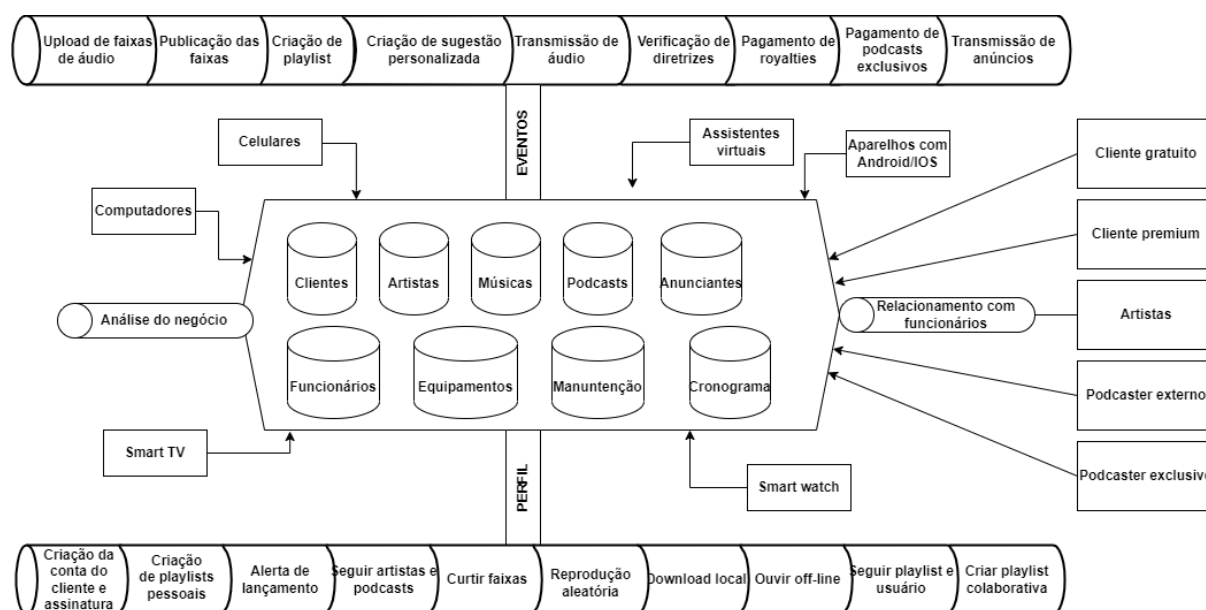 Upload de faixas
de áudio
Publicação das
faixas
Criação de
playlist
Criação de sugestão
personalizada
Transmissão de
áudio
Verificação de
diretrizes
Pagamento de
royalties
Pagamento de
podcasts
exclusivos
Transmissão de
anúncios
EVENTOS
Celulares
Assistentes
virtuais
Aparelhos com
Android/IOS
Cliente gratuito
Computadores
Cliente premium
Clientes
Artistas
Músicas
Podcasts
Anunciantes
Análise do negócio
Relacionamento com
funcionários
Artistas
Funcionários
Equipamentos
Manuntenção
Cronograma
Podcaster externo
Smart TV
Smart watch
Podcaster exclusivo
PERFIL
Criação da
conta do
cliente e
assinatura
Criação
de playlists
pessoais
Alerta de
lançamento
Seguir artistas e
podcasts
Curtir faixas
Reprodução
aleatória
Download local
Ouvir off-line
Seguir playlist e
usuário
Criar playlist
colaborativa